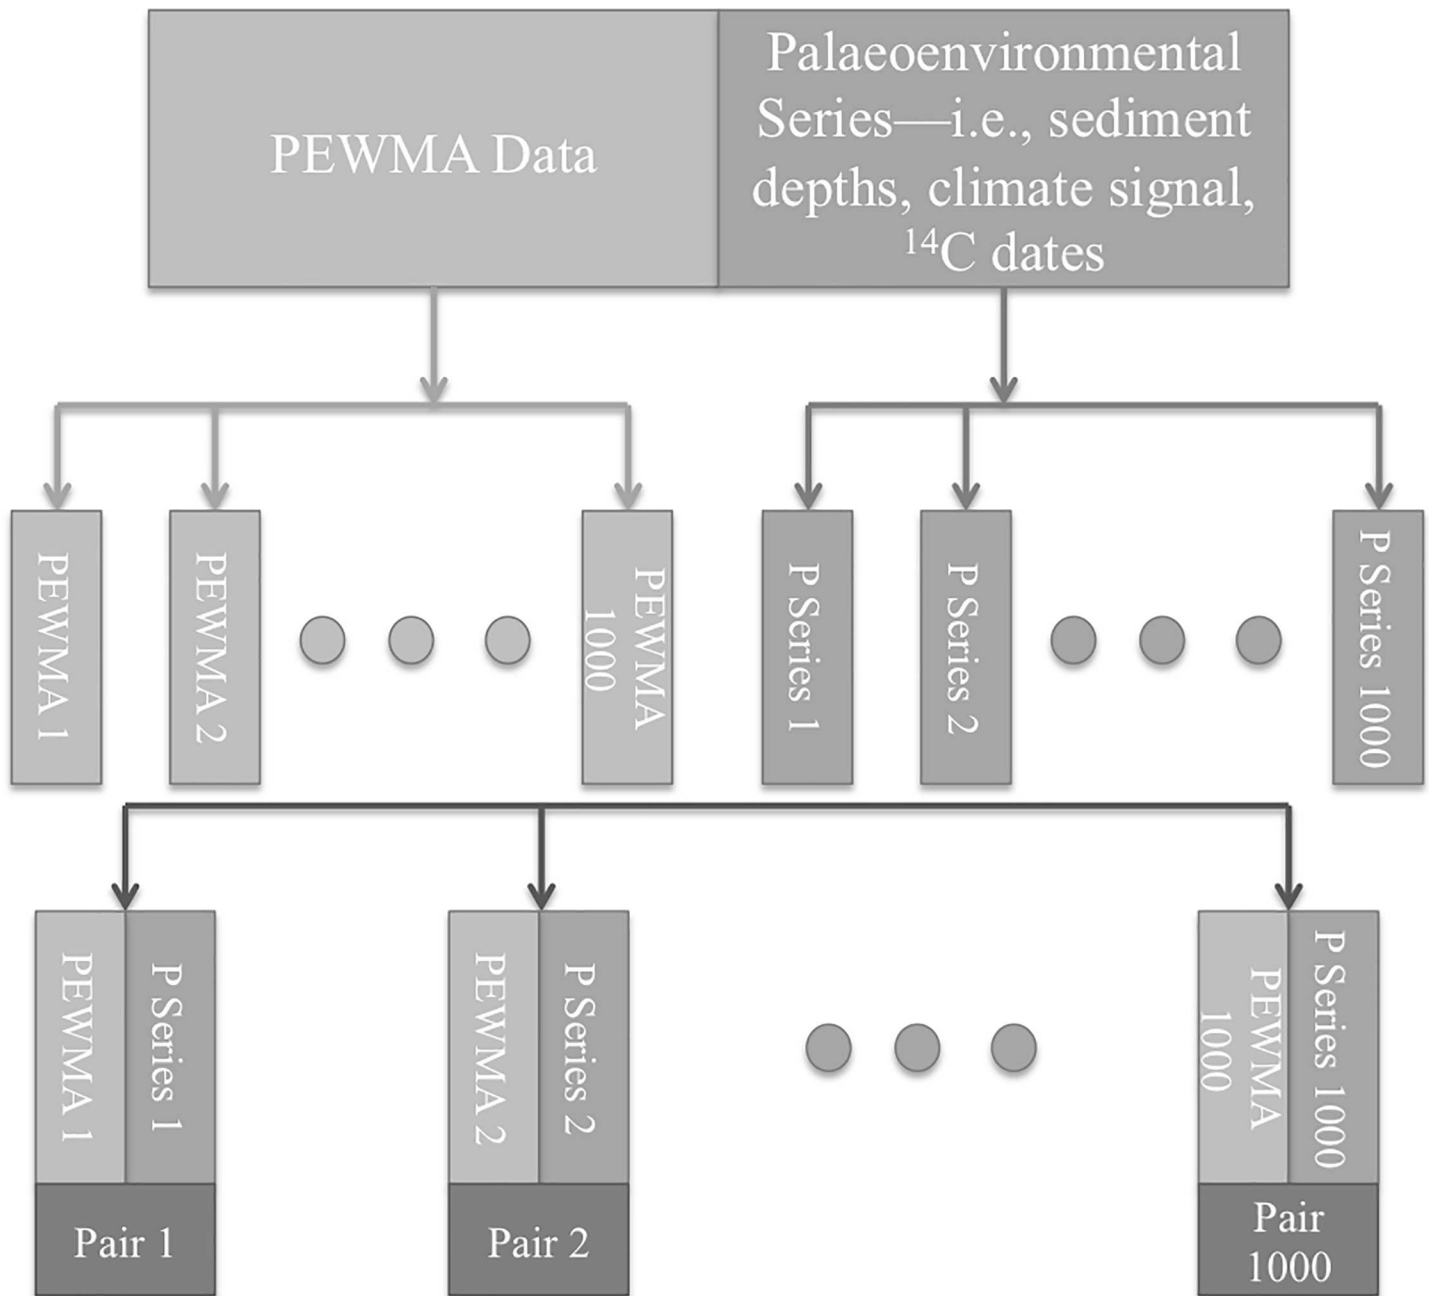 PEWMA Data
Palaeoenvironmental
Series—i.e., sediment
depths, climate signal,
¹⁴C dates
PEWMA 1
PEWMA 2
PEWMA
1000
P Series 1
P Series 2
P Series 1000
PEWMA 1
P Series 1
Pair 1
PEWMA 2
P Series 2
Pair 2
PEWMA
1000
P Series 1000
Pair
1000